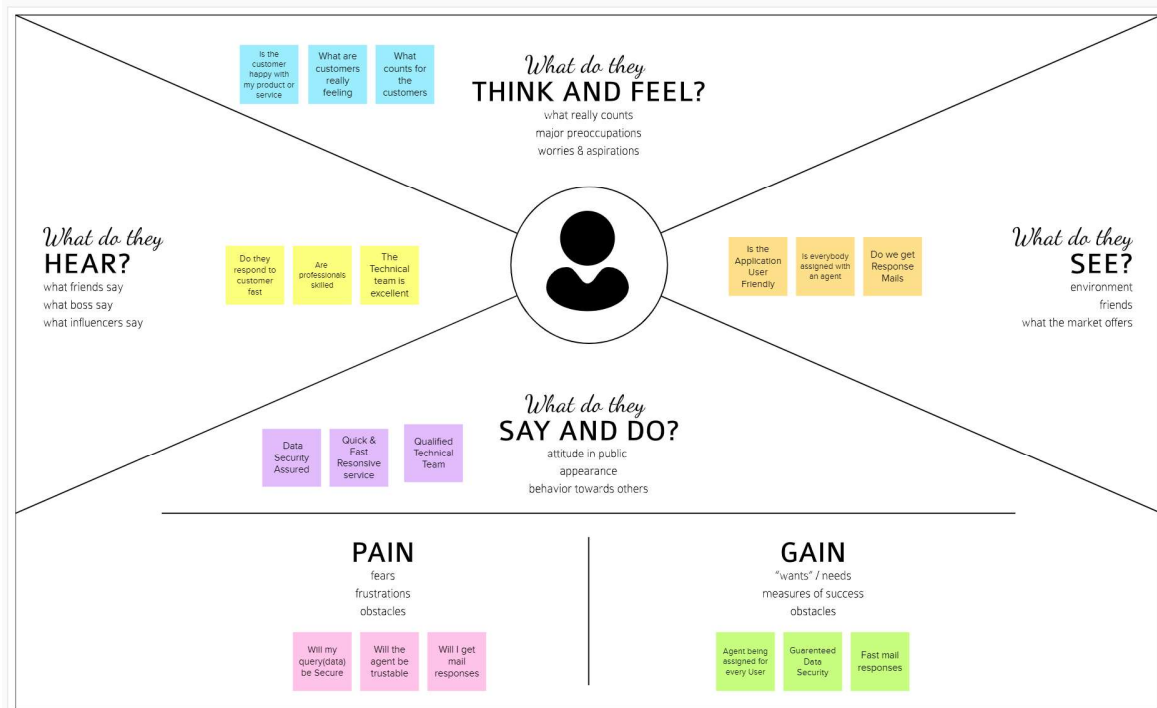 Is the
customer
happy with
my product or
service
What are
customers
really
feeling
What
counts for
the
customers
What do they
THINK AND FEEL?
what really counts
major preoccupations
worries & aspirations
What do they
HEAR?
what friends say
what boss say
what influencers say
Do they
respond to
customer
fast
Are
professionals
skilled
The
Technical
team is
excellent
Is the
Application
User
Friendly
Is everybody
assigned with
an agent
Do we get
Response
Mails
What do they
SEE?
environment
friends
what the market offers
What do they
SAY AND DO?
attitude in public
appearance
behavior towards others
Data
Security
Assured
Quick &
Fast
Resonsive
service
Qualified
Technical
Team
PAIN
fears
frustrations
obstacles
Will my
query(data)
be Secure
Will the
agent be
trustable
Will I get
mail
responses
GAIN
"wants" / needs
measures of success
obstacles
Agent being
assigned for
every User
Guarenteed
Data
Security
Fast mail
responses